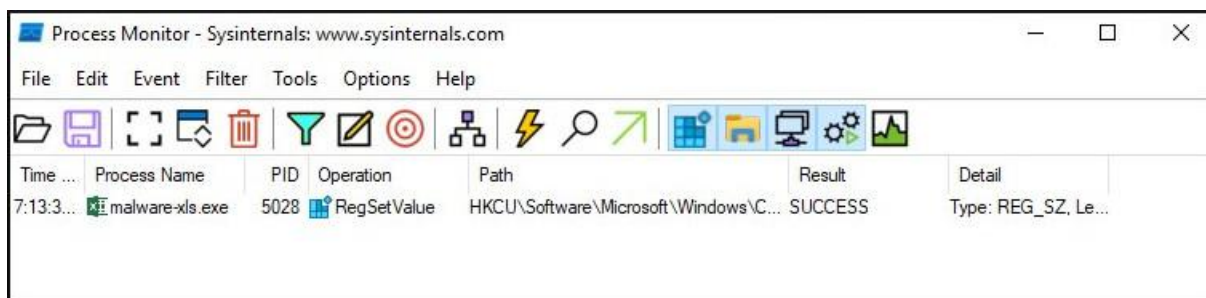 Process Monitor - Sysinternals: www.sysinternals.com
File Edit Event Filter Tools Options Help
Time ... Process Name PID Operation Path Result Detail
7:13:3... malware-xls.exe 5028 RegSetValue HKCU\Software\Microsoft\Windows\C... SUCCESS Type: REG_SZ, Le...